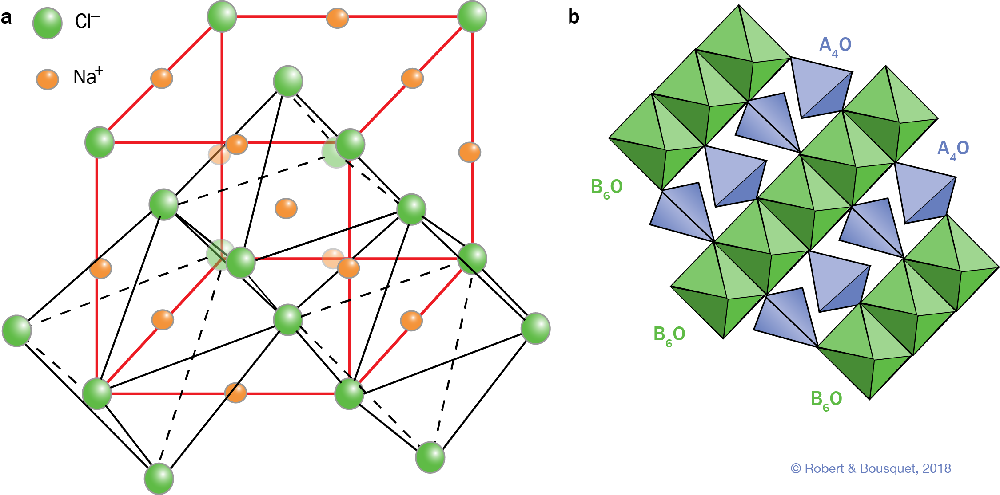 a
Cl⁻
Na⁺
b
A₄O
A₄O
B₆O
B₆O
B₆O
© Robert & Bousquet, 2018